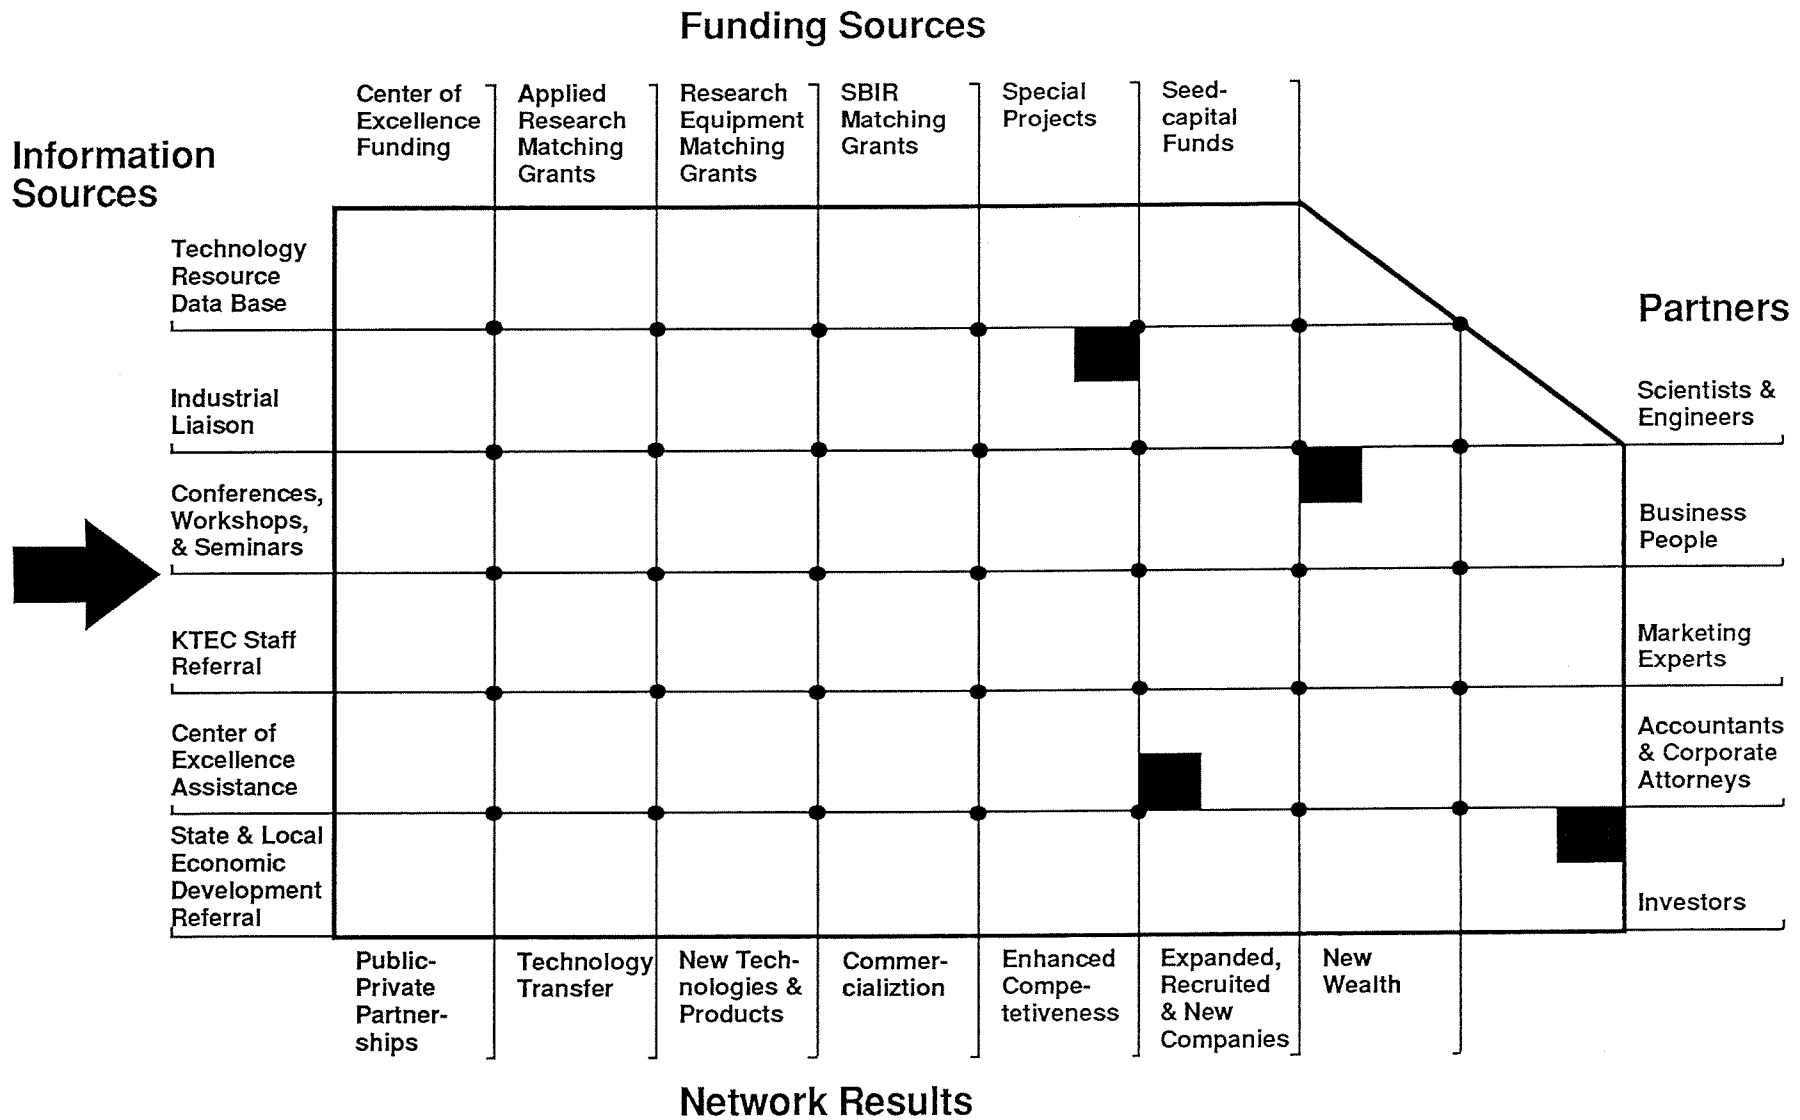 Funding Sources
Center of
Excellence
Funding
Applied
Research
Matching
Grants
Research
Equipment
Matching
Grants
SBIR
Matching
Grants
Special
Projects
Seed-
capital
Funds
Information
Sources
Technology
Resource
Data Base
Industrial
Liaison
Conferences,
Workshops,
& Seminars
KTEC Staff
Referral
Center of
Excellence
Assistance
State & Local
Economic
Development
Referral
Partners
Scientists &
Engineers
Business
People
Marketing
Experts
Accountants
& Corporate
Attorneys
Investors
Public-
Private
Partner-
ships
Technology
Transfer
New Tech-
nologies &
Products
Commer-
cializtion
Enhanced
Compe-
tetiveness
Expanded,
Recruited
& New
Companies
New
Wealth
Network Results